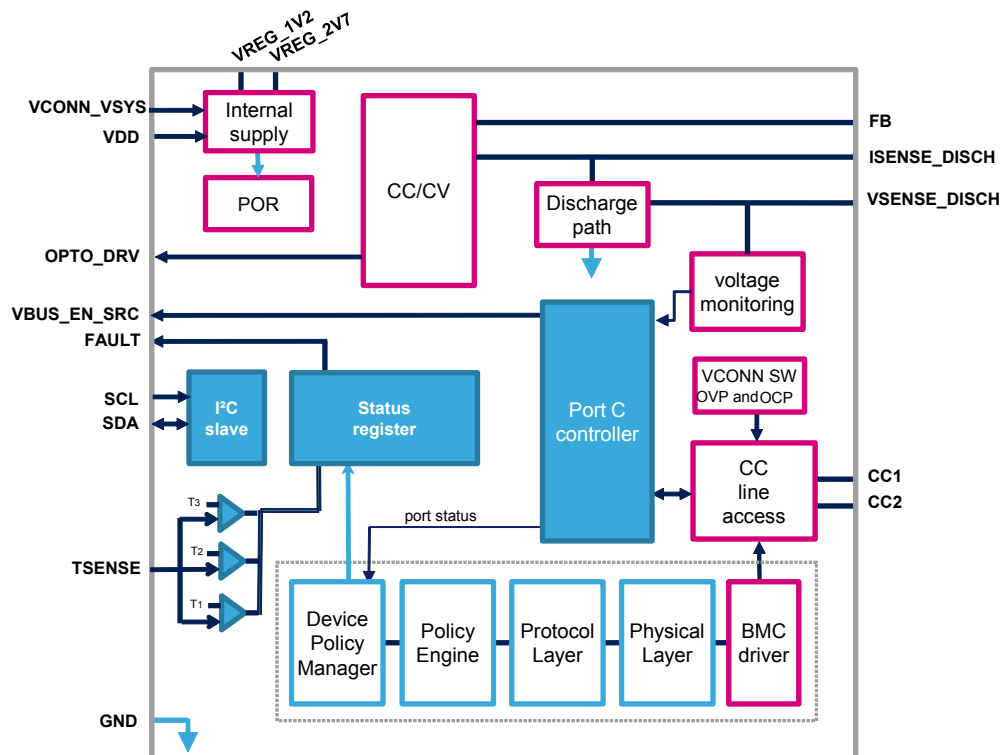 VREG_1V2
VREG_2V7
VCONN_VSYS
VDD
Internal
supply
POR
CC/CV
FB
ISENSE_DISCH
VSENSE_DISCH
Discharge
path
OPTO_DRV
voltage
monitoring
VBUS_EN_SRC
FAULT
SCL
SDA
I²C
slave
Status
register
Port C
controller
VCONN SW
OVP and OCP
CC
line
access
CC1
CC2
T3
T2
T1
TSENSE
port status
Device
Policy
Manager
Policy
Engine
Protocol
Layer
Physical
Layer
BMC
driver
GND